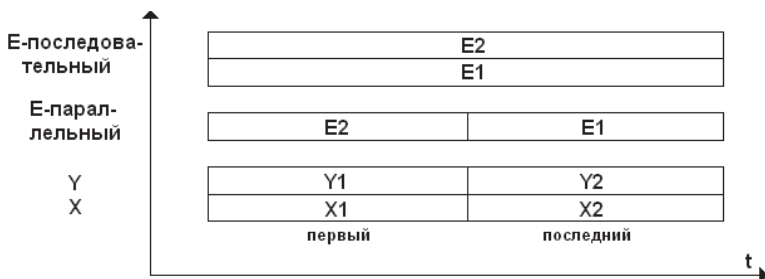 Е-последова-
тельный
E2
E1
Е-парал-
лельный
E2
E1
Y
Y1
Y2
X
X1
X2
первый
последний
t